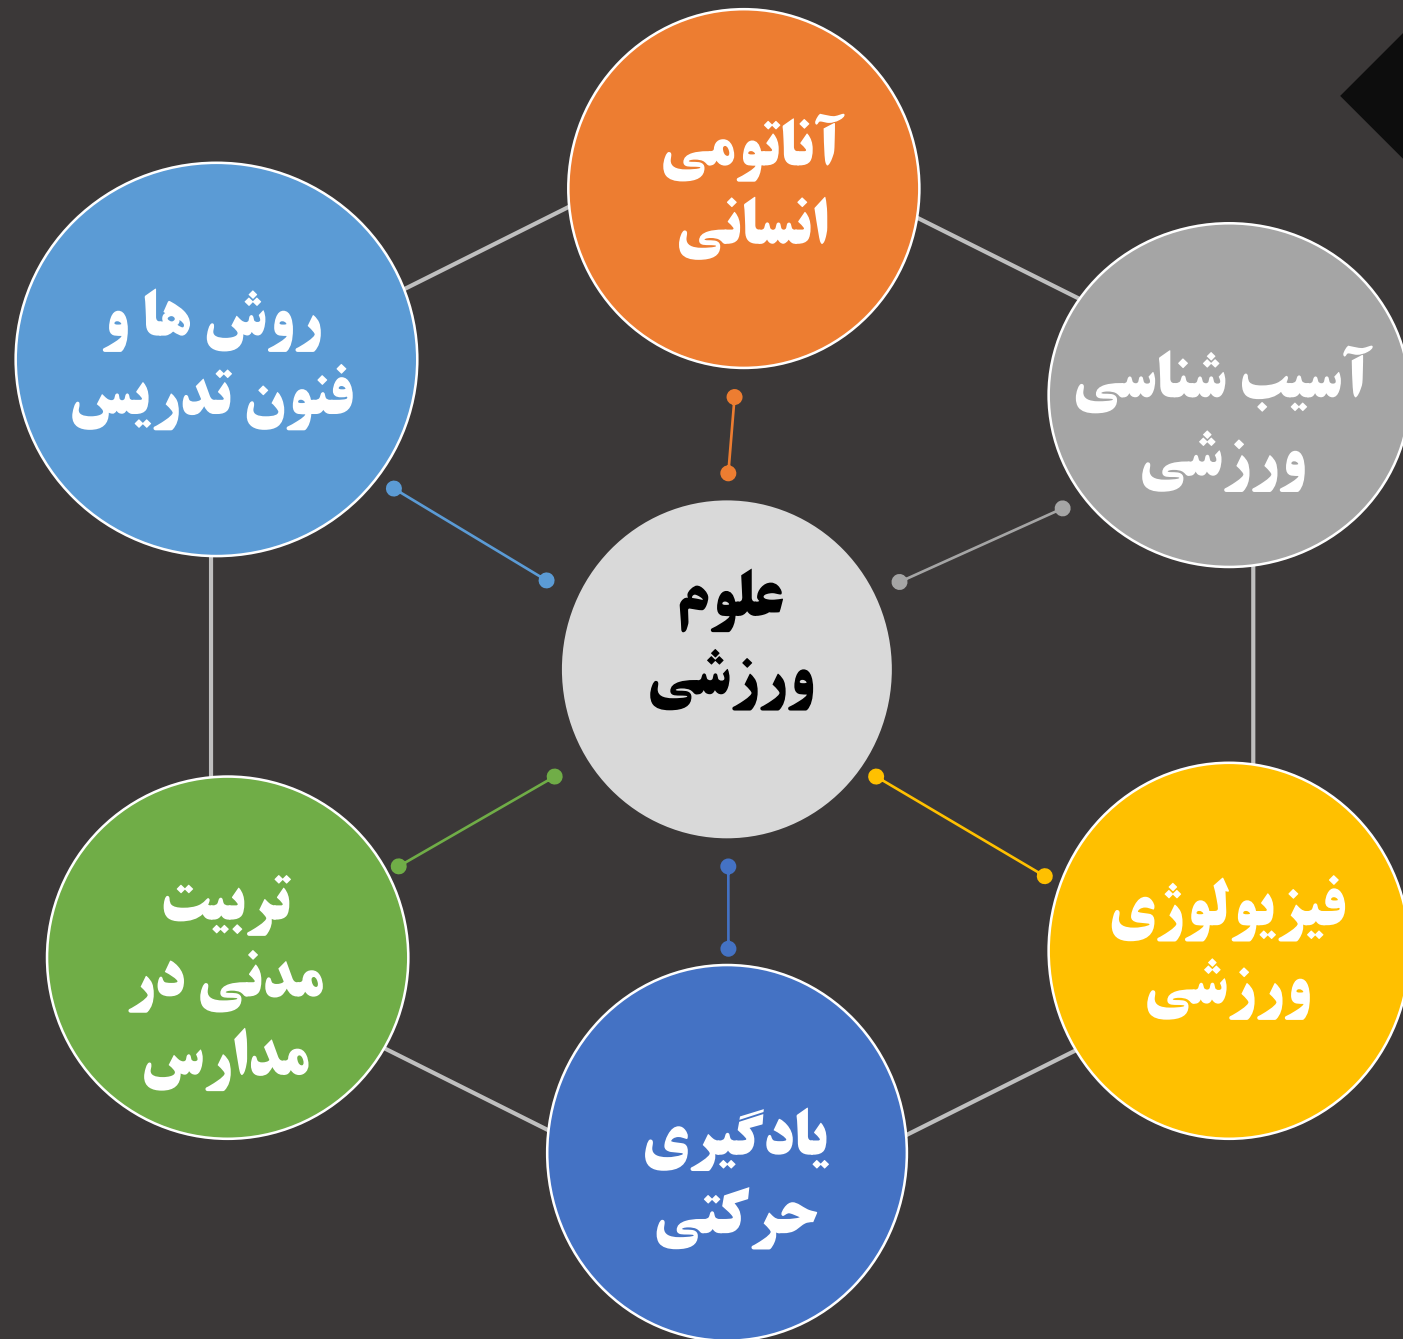 آناتومی
انسانی
آسیب شناسی
ورزشی
روش ها و
فنون تدریس
علوم
ورزشی
فیزیولوژی
ورزشی
تربیت
مدنی در
مدارس
یادگیری
حرکتی